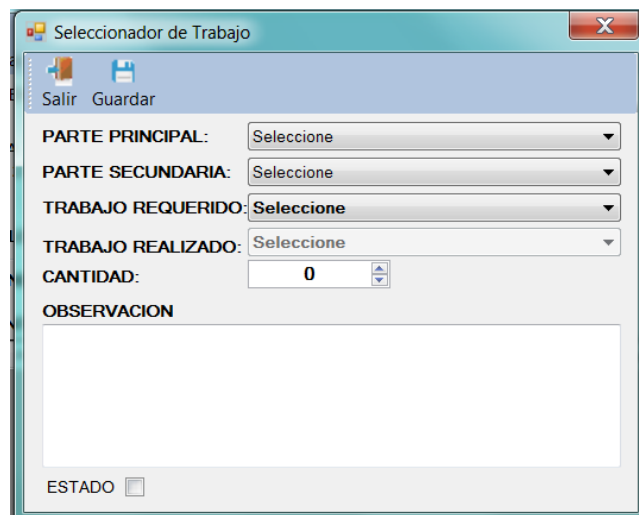 Seleccionador de Trabajo
Salir Guardar
PARTE PRINCIPAL: Seleccione
PARTE SECUNDARIA: Seleccione
TRABAJO REQUERIDO: Seleccione
TRABAJO REALIZADO: Seleccione
CANTIDAD: 0
OBSERVACION
ESTADO